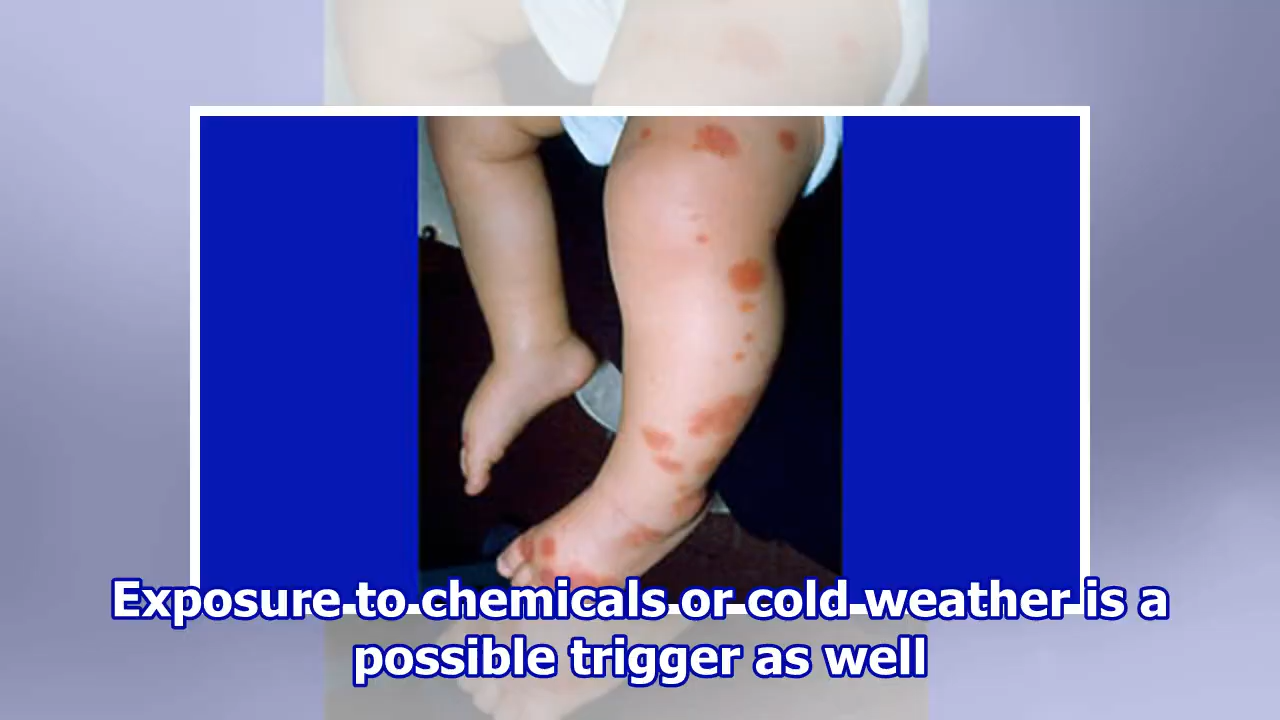 Exposure to chemicals or cold weather is a
possible trigger as well